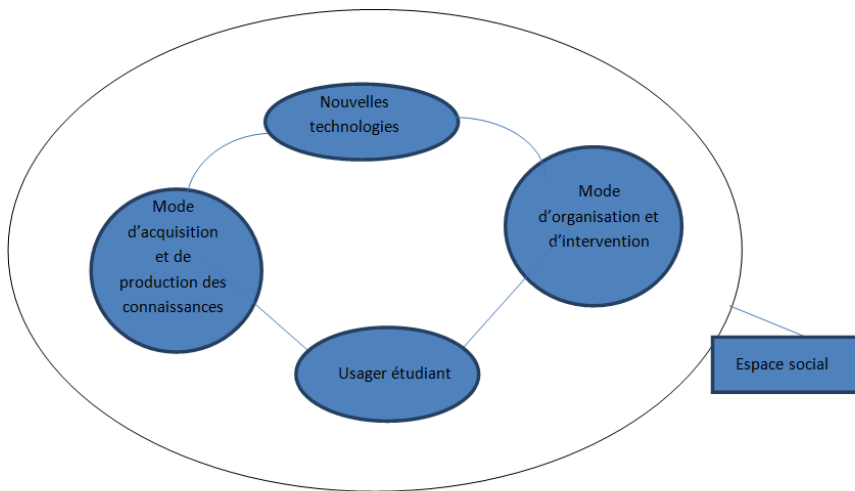 Nouvelles
technologies
Mode
d'acquisition
et de
production des
connaissances
Mode
d'organisation et
d'intervention
Usager étudiant
Espace social